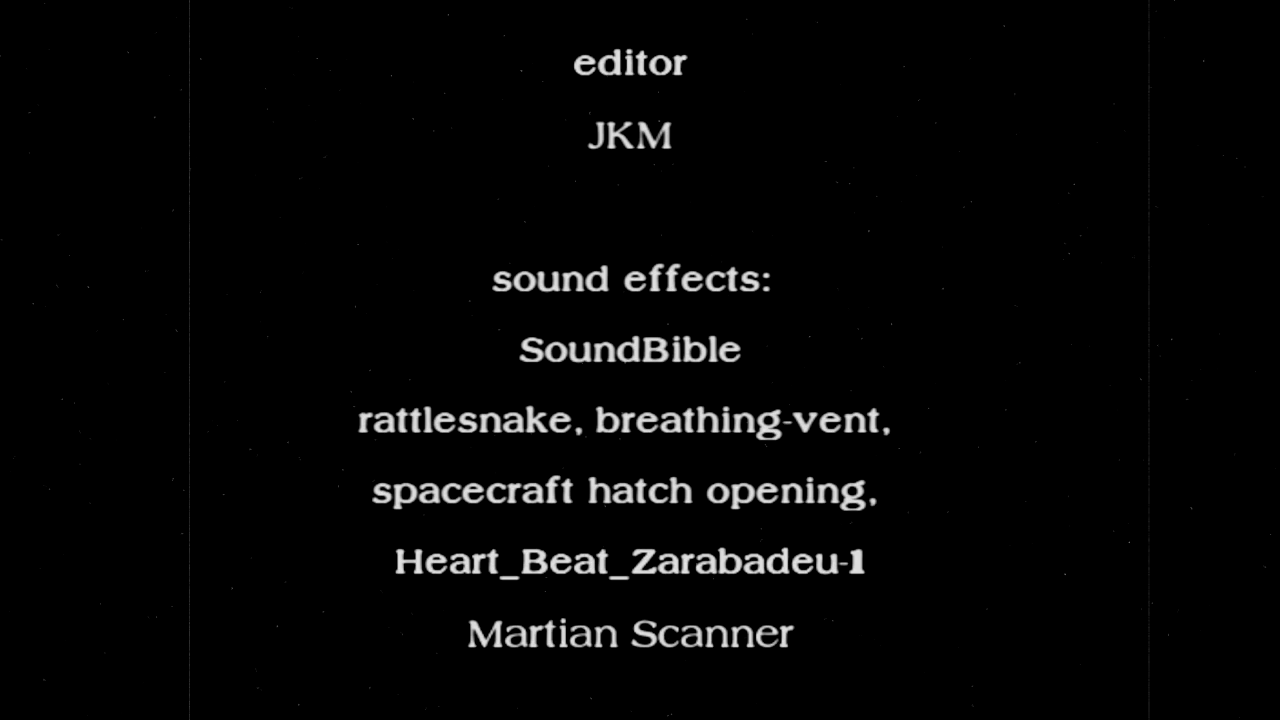 editor
JKM
sound effects:
SoundBible
rattlesnake, breathing-vent,
spacecraft hatch opening,
Heart_Beat_Zarabadeu-1
Martian Scanner